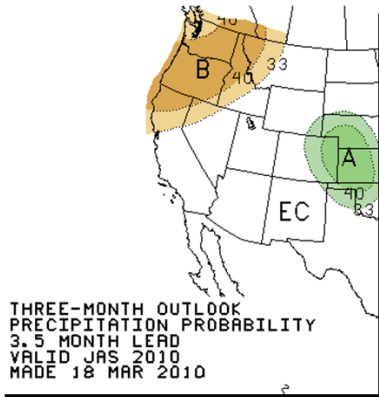 40
33
B
40
A
40
33
EC
THREE-MONTH OUTLOOK
PRECIPITATION PROBABILITY
3.5 MONTH LEAD
VALID JAS 2010
MADE 18 MAR 2010